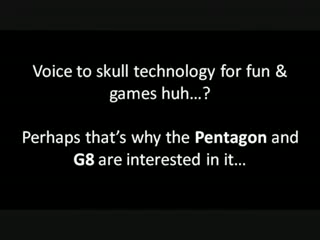 Voice to skull technology for fun &
games huh…?
Perhaps that’s why the Pentagon and
G8 are interested in it…